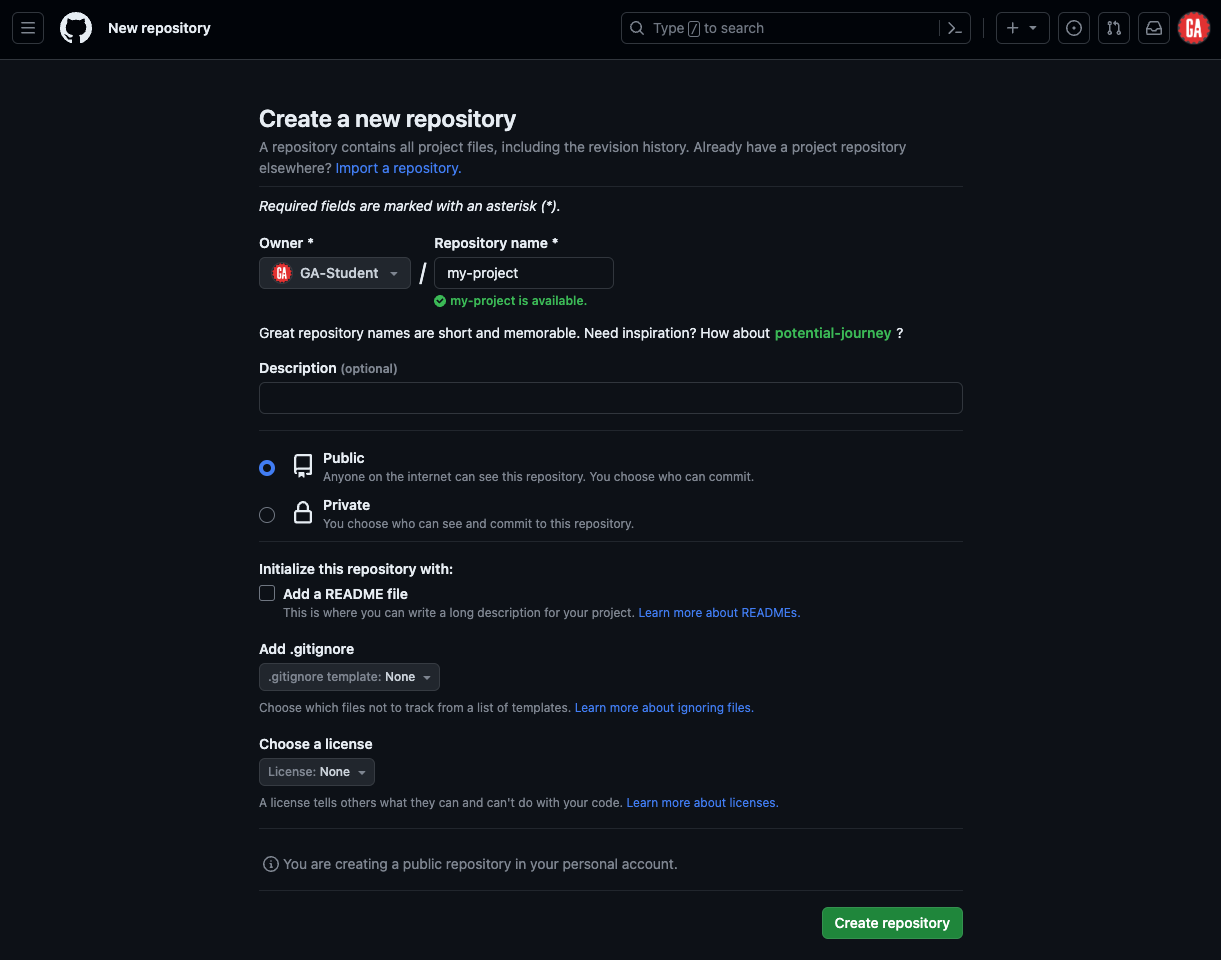 New repository
Type / to search
GA
Create a new repository
A repository contains all project files, including the revision history. Already have a project repository
elsewhere? Import a repository.
Required fields are marked with an asterisk (*).
Owner * Repository name *
GA GA-Student / my-project
my-project is available.
Great repository names are short and memorable. Need inspiration? How about potential-journey ?
Description (optional)
Public
Anyone on the internet can see this repository. You choose who can commit.
Private
You choose who can see and commit to this repository.
Initialize this repository with:
Add a README file
This is where you can write a long description for your project. Learn more about READMEs.
Add .gitignore
.gitignore template: None
Choose which files not to track from a list of templates. Learn more about ignoring files.
Choose a license
License: None
A license tells others what they can and can't do with your code. Learn more about licenses.
You are creating a public repository in your personal account.
Create repository